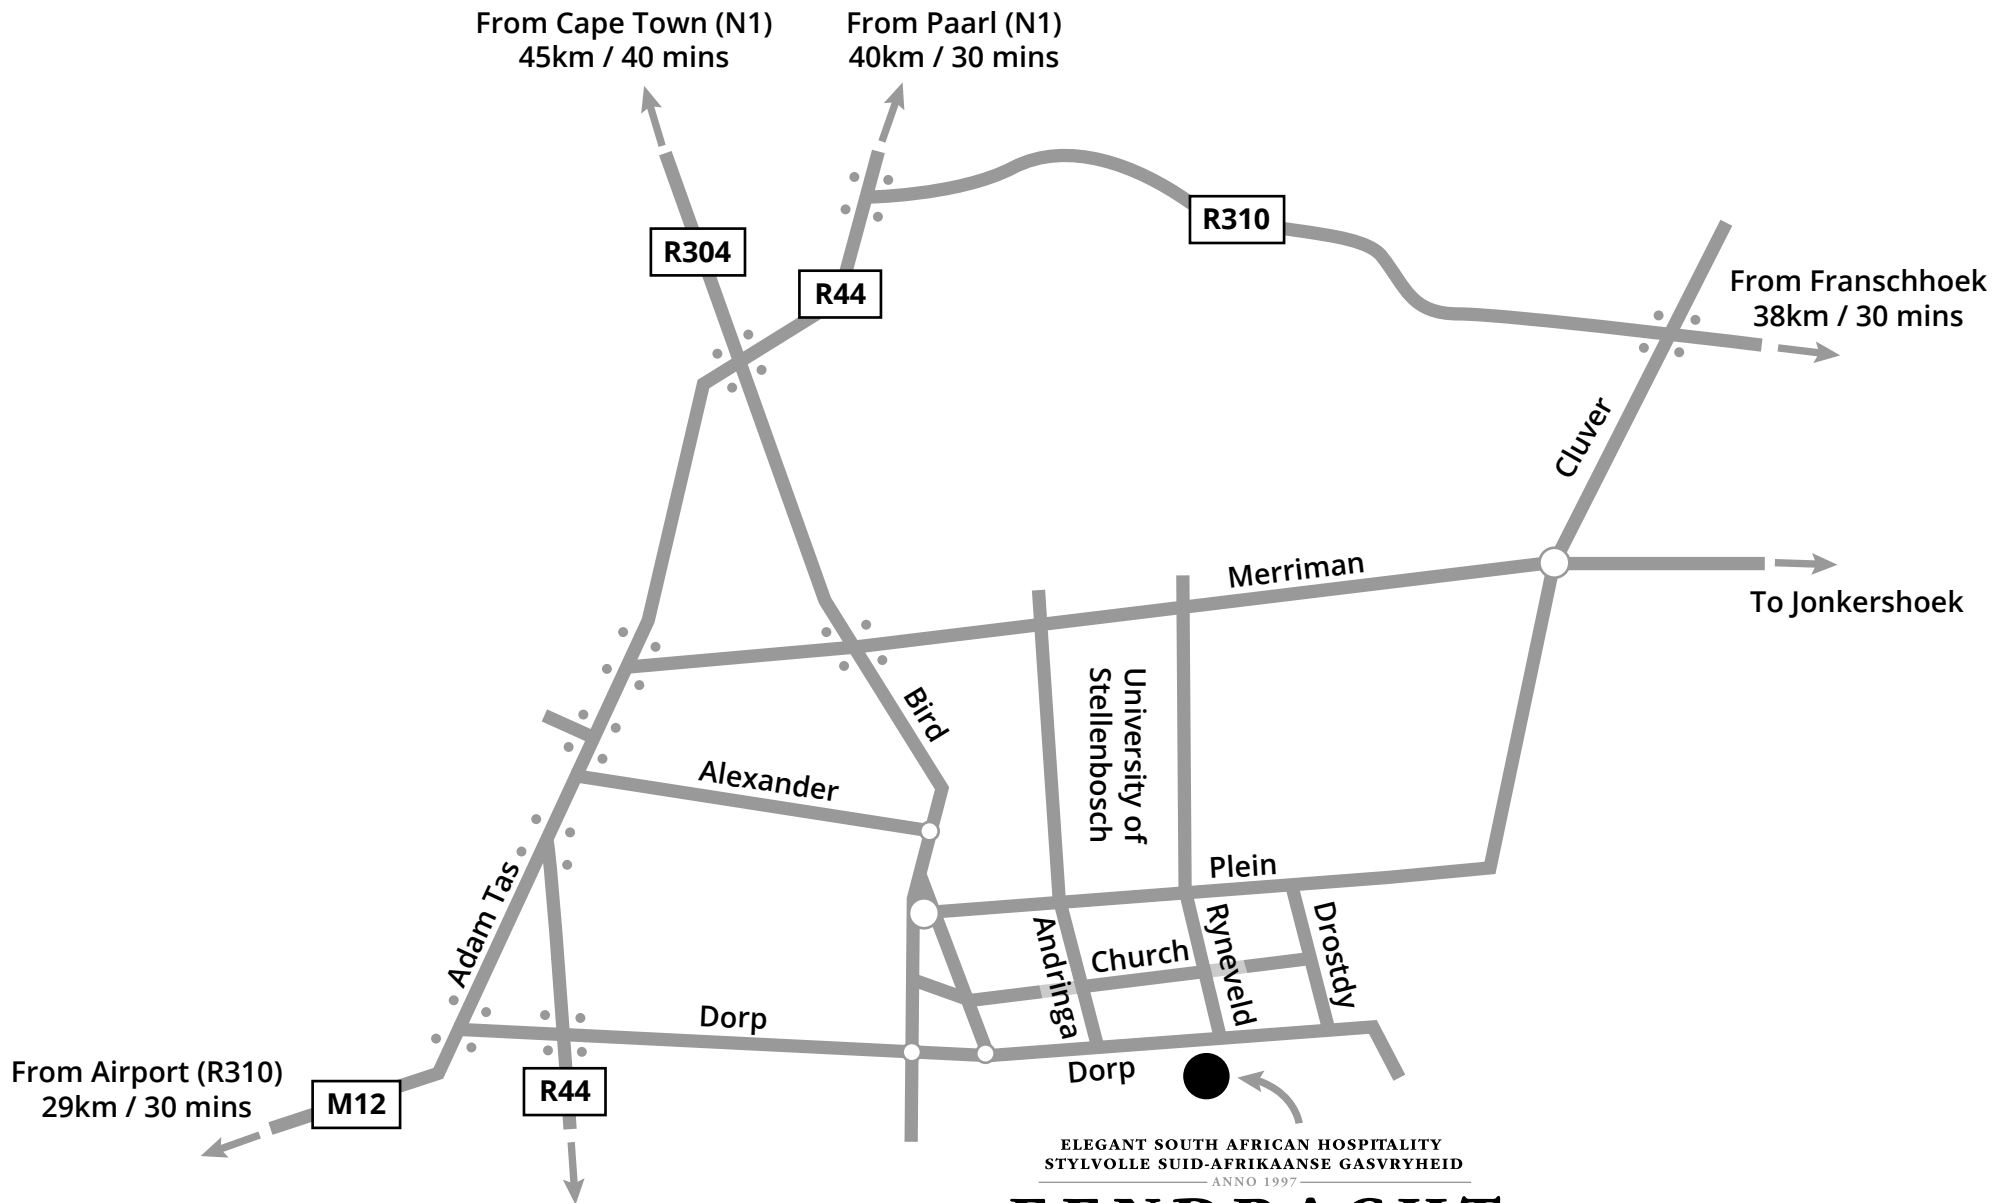 From Cape Town (N1)
45km / 40 mins
From Paarl (N1)
40km / 30 mins
R304
R44
R310
From Franschhoek
38km / 30 mins
Cluver
Merriman
To Jonkershoek
University of
Stellenbosch
Bird
Alexander
Plein
Adam Tas
Andringa
Church
Ryneveld
Drostdy
Dorp
Dorp
From Airport (R310)
29km / 30 mins
M12
R44
ELEGANT SOUTH AFRICAN HOSPITALITY
STYLVOLLE SUID-AFRIKAANSE GASVRYHEID
ANNO 1997